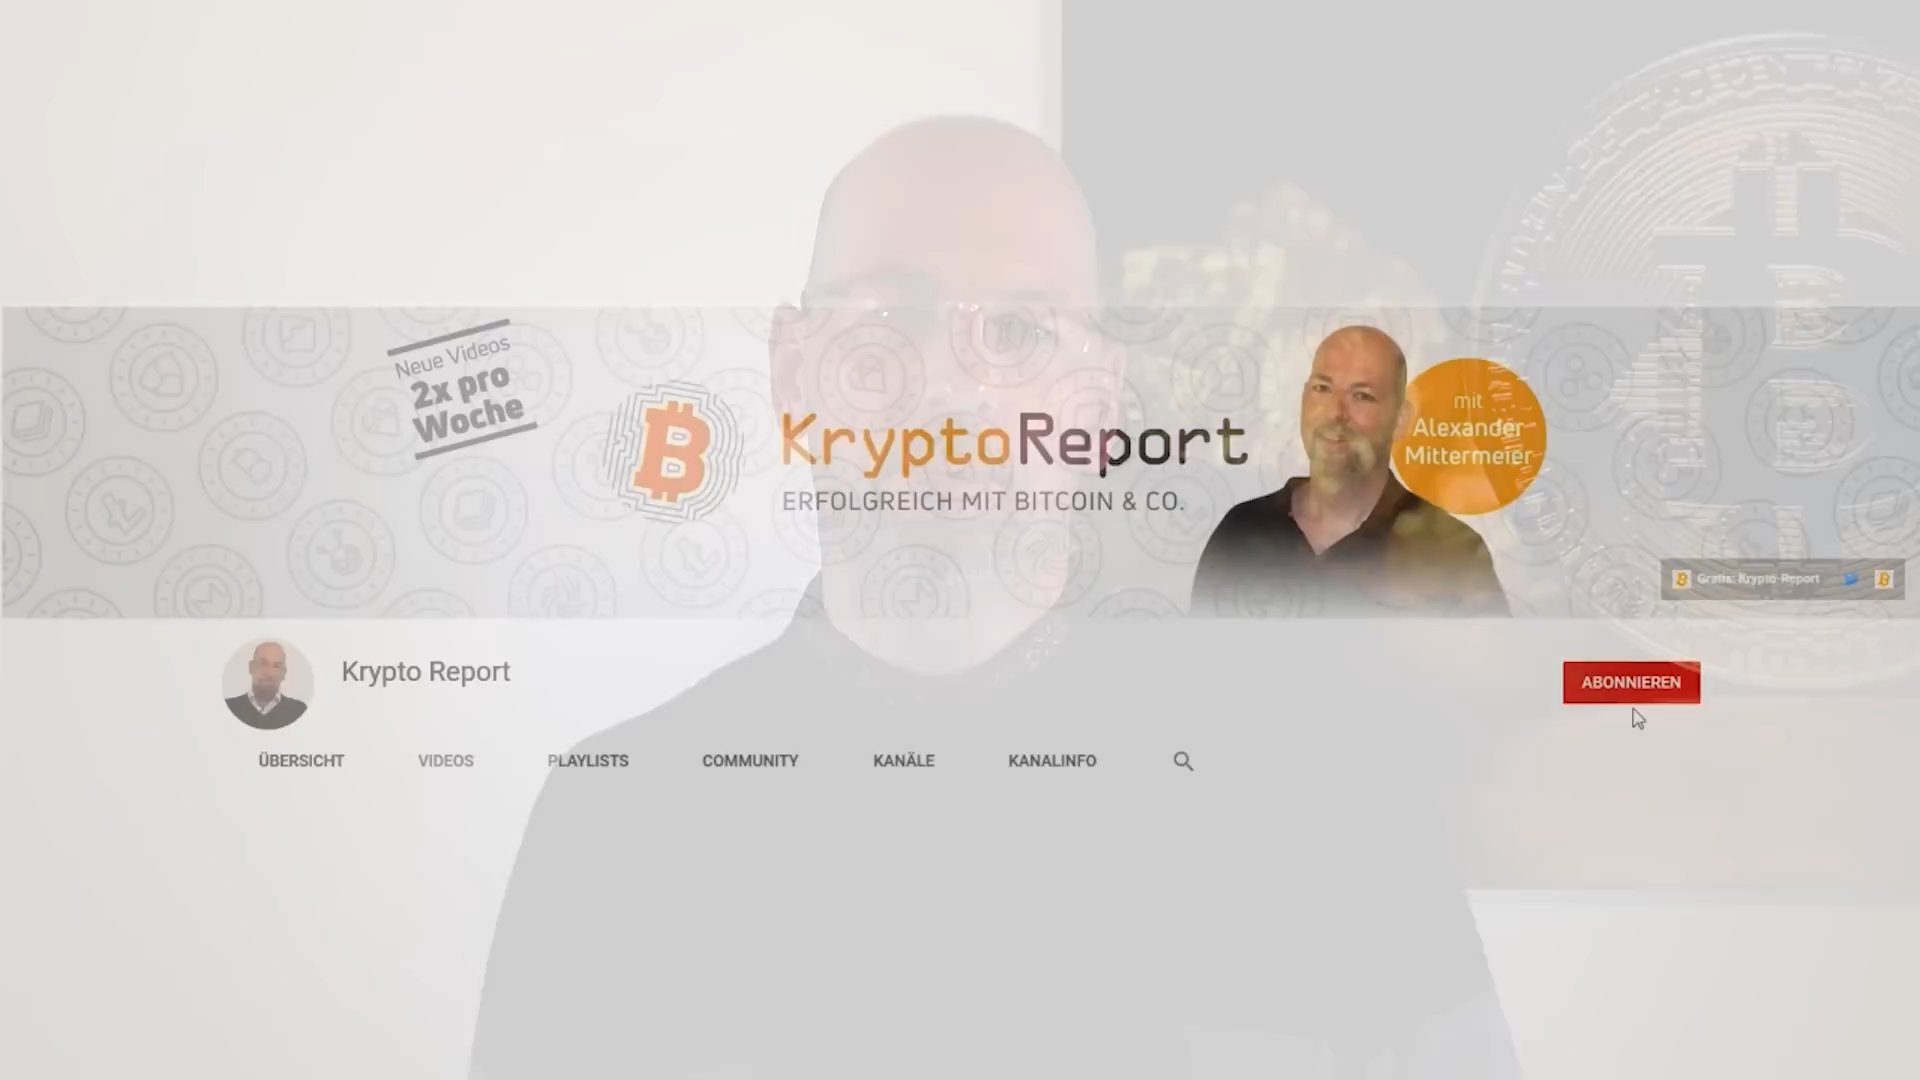 Neue Videos
2x pro
Woche
KryptoReport
ERFOLGREICH MIT BITCOIN & CO.
mit
Alexander
Mittermeier
Gratis: Krypto-Report
Krypto Report
ABONNIEREN
ÜBERSICHT VIDEOS PLAYLISTS COMMUNITY KANÄLE KANALINFO